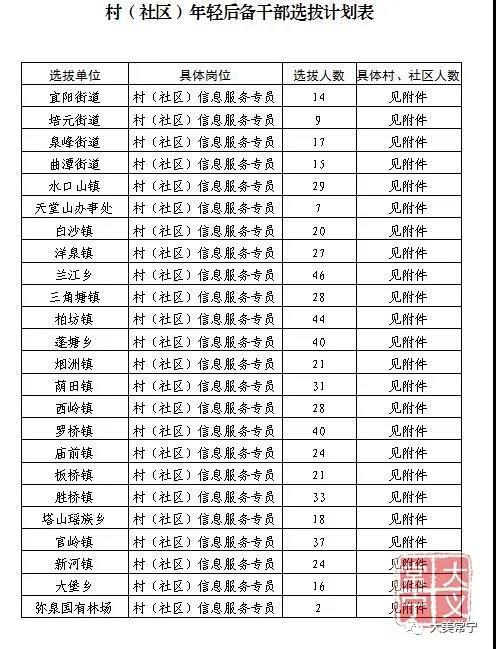 村（社区）年轻后备干部选拔计划表
选拔单位 具体岗位 选拔人数 具体村、社区人数
宜阳街道 村（社区）信息服务专员 14 见附件
培元街道 村（社区）信息服务专员 9 见附件
泉峰街道 村（社区）信息服务专员 17 见附件
曲潭街道 村（社区）信息服务专员 15 见附件
水口山镇 村（社区）信息服务专员 29 见附件
天堂山办事处 村（社区）信息服务专员 7 见附件
白沙镇 村（社区）信息服务专员 20 见附件
洋泉镇 村（社区）信息服务专员 27 见附件
兰江乡 村（社区）信息服务专员 46 见附件
三角塘镇 村（社区）信息服务专员 28 见附件
柏坊镇 村（社区）信息服务专员 44 见附件
蓬塘乡 村（社区）信息服务专员 40 见附件
烟洲镇 村（社区）信息服务专员 21 见附件
荫田镇 村（社区）信息服务专员 31 见附件
西岭镇 村（社区）信息服务专员 28 见附件
罗桥镇 村（社区）信息服务专员 40 见附件
庙前镇 村（社区）信息服务专员 24 见附件
板桥镇 村（社区）信息服务专员 21 见附件
胜桥镇 村（社区）信息服务专员 33 见附件
塔山瑶族乡 村（社区）信息服务专员 18 见附件
官岭镇 村（社区）信息服务专员 37 见附件
新河镇 村（社区）信息服务专员 24 见附件
大堡乡 村（社区）信息服务专员 16 见附件
弥泉国有林场 村（社区）信息服务专员 2 见附件
大义常宁
大美常宁